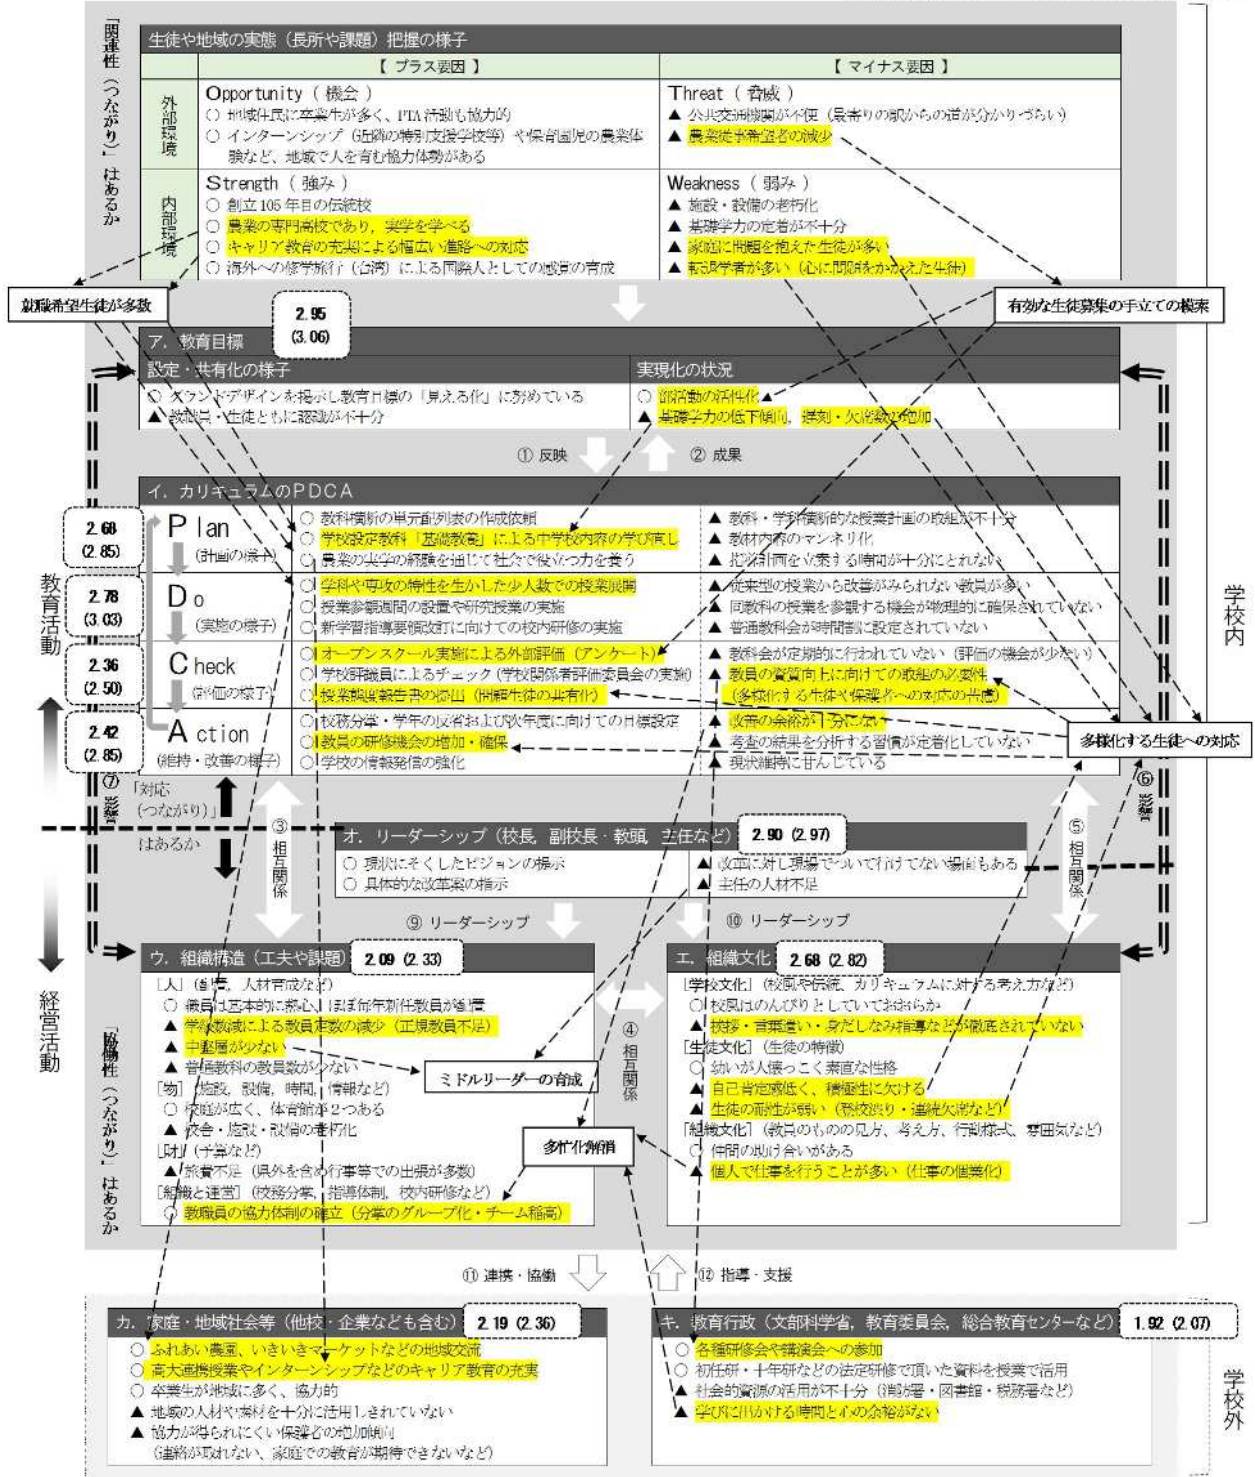 「関連性（つながり）」はあるか
生徒や地域の実態（長所や課題）把握の様子
【 プラス要因 】
【 マイナス要因 】
外部環境
Opportunity（ 機会 ）
○ 地域住民に卒業生が多く、PTA 活動も協力的
○ インターンシップ（近隣の特別支援学校等）や保育園児の農業体
験など、地域で人を育む協力体勢がある
Threat（ 脅威 ）
▲ 公共交通機関が不便（最寄りの駅からの道が分かりづらい）
▲ 農業従事希望者の減少
内部環境
Strength（ 強み ）
○ 創立 105 年目の伝統校
○ 農業の専門高校であり，実学を学べる
○ キャリア教育の充実による幅広い進路への対応
○ 海外への修学旅行（台湾）による国際人としての感覚の育成
Weakness（ 弱み ）
▲ 施設・設備の老朽化
▲ 基礎学力の定着が不十分
▲ 家庭に問題を抱えた生徒が多い
▲ 転退学者が多い（心に問題をかかえた生徒）
就職希望生徒が多数
2.95
(3.06)
有効な生徒募集の手立ての模索
ア．教育目標
設定・共有化の様子
実現化の状況
○ グランドデザインを掲示し教育目標の「見える化」に努めている
▲ 教職員・生徒ともに認識が不十分
○ 部活動の活性化
▲ 基礎学力の低下傾向，遅刻・欠席数の増加
① 反映
② 成果
イ．カリキュラムのPDCA
2.68
(2.85)
Plan
(計画の様子)
○ 教科横断の単元配列表の作成依頼
○ 学校設定教科「基礎教養」による中学校内容の学び直し
○ 農業の実学の経験を通じて社会で役立つ力を養う
▲ 教科・学科横断的な授業計画の取組が不十分
▲ 教材内容のマンネリ化
▲ 指導計画を立案する時間が十分にとれない
2.78
(3.03)
Do
(実施の様子)
○ 学科や専攻の特性を生かした少人数での授業展開
○ 授業参観週間の設置や研究授業の実施
○ 新学習指導要領改訂に向けての校内研修の実施
▲ 従来型の授業から改善がみられない教員が多い
▲ 同教科の授業を参観する機会が物理的に確保されていない
▲ 普通教科会が時間割に設定されていない
2.36
(2.50)
Check
(評価の様子)
○ オープンスクール実施による外部評価（アンケート）
○ 学校評議員によるチェック（学校関係者評価委員会の実施）
○ 授業態度報告書の提出（問題生徒の共有化）
▲ 教科会が定期的に行われていない（評価の機会が少ない）
▲ 教員の資質向上に向けての取組の必要性
（多様化する生徒や保護者への対応の苦慮）
2.42
(2.85)
Action
(維持・改善の様子)
○ 校務分掌・学年の反省および次年度に向けての目標設定
○ 教員の研修機会の増加・確保
○ 学校の情報発信の強化
▲ 改善の余裕が十分にない
▲ 考査の結果を分析する習慣が定着化していない
▲ 現状維持に甘んじている
多様化する生徒への対応
教育活動
学校内
⑦ 影響
「対応
（つながり）」
はあるか
③ 相互関係
⑤ 相互関係
⑥ 影響
オ．リーダーシップ（校長，副校長・教頭，主任など）
2.90 (2.97)
○ 現状にそくしたビジョンの提示
○ 具体的な改革案の指示
▲ 改革に対し現場でついて行けてない場面もある
▲ 主任の人材不足
⑨ リーダーシップ
⑩ リーダーシップ
経営活動
「協働性（つながり）」はあるか
ウ．組織構造（工夫や課題）
2.09 (2.33)
[人]（配置，人材育成など）
○ 職員は基本的に熱心、ほぼ毎年新任教員が配置
▲ 学級数減による教員定数の減少（正規教員不足）
▲ 中堅層が少ない
▲ 普通教科の教員数が少ない
[物]（施設，設備，時間，情報など）
○ 校庭が広く、体育館が２つある
▲ 校舎・施設・設備の老朽化
[財]（予算など）
▲ 旅費不足（県外を含め行事等での出張が多数）
[組織と運営]（校務分掌，指導体制，校内研修など）
○ 教職員の協力体制の確立（分掌のグループ化・チーム稲高）
ミドルリーダーの育成
④ 相互関係
多忙化解消
エ．組織文化
2.68 (2.82)
[学校文化]（校風や伝統、カリキュラムに対する考え方など）
○ 校風はのんびりとしていておおらか
▲ 挨拶・言葉遣い・身だしなみ指導などが徹底されていない
[生徒文化]（生徒の特徴）
○ 幼いが人懐っこく素直な性格
▲ 自己肯定感低く、積極性に欠ける
▲ 生徒の耐性が弱い（登校渋り・連続欠席など）
[組織文化]（教員のものの見方、考え方，行動様式，雰囲気など）
○ 仲間の助け合いがある
▲ 個人で仕事を行うことが多い（仕事の個業化）
⑪ 連携・協働
⑫ 指導・支援
カ．家庭・地域社会等（他校・企業なども含む）
2.19 (2.36)
○ ふれあい農園、いきいきマーケットなどの地域交流
○ 高大連携授業やインターンシップなどのキャリア教育の充実
○ 卒業生が地域に多く、協力的
▲ 地域の人材や素材を十分に活用しきれていない
▲ 協力が得られにくい保護者の増加傾向
（連絡が取れない、家庭での教育が期待できないなど）
キ．教育行政（文部科学省，教育委員会，総合教育センターなど）
1.92 (2.07)
○ 各種研修会や講演会への参加
○ 初任研・十年研などの法定研修で頂いた資料を授業で活用
▲ 社会的資源の活用が不十分（消防署・図書館・税務署など）
▲ 学びに出かける時間と心の余裕がない
学校外